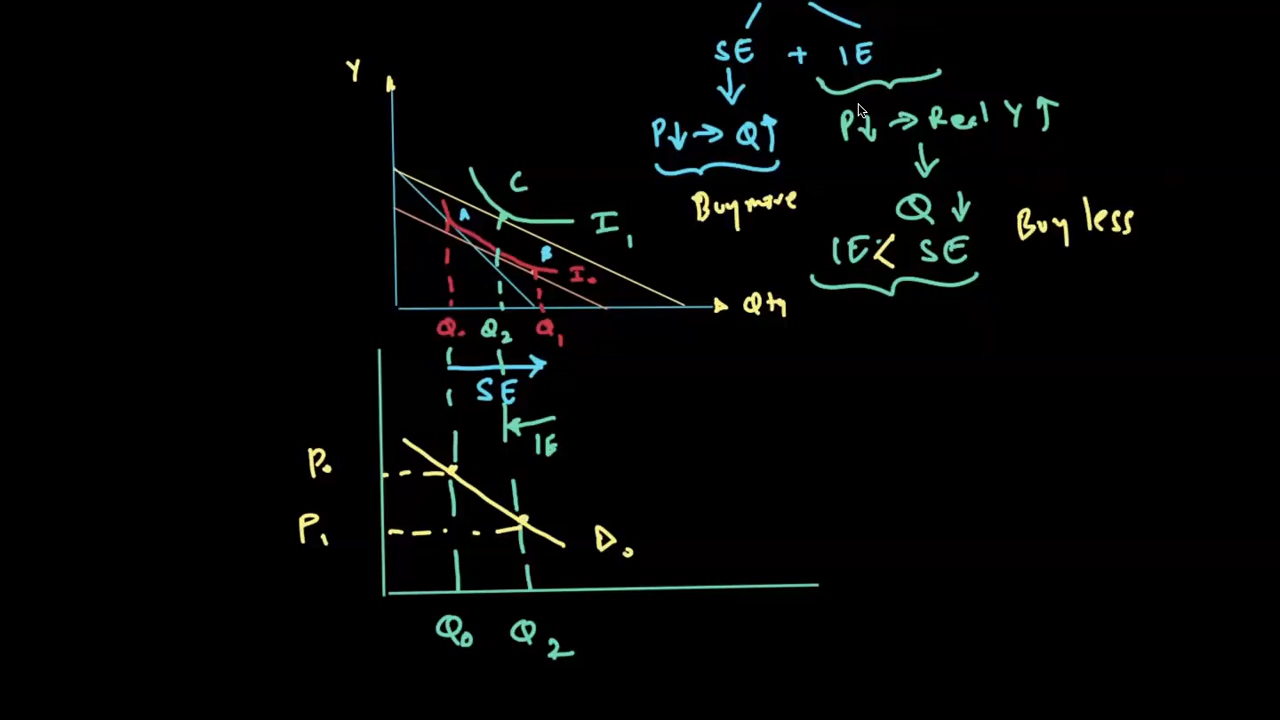 SE + IE
Y
P↓ → Q↑
P↓ → Real Y ↑
C
Buy more
A
Q ↓
Buy less
I₁
B
IE < SE
I₀
Qty
Q₀ Q₂ Q₁
SE
IE
P₀
P₁
D₀
Q₀ Q₂